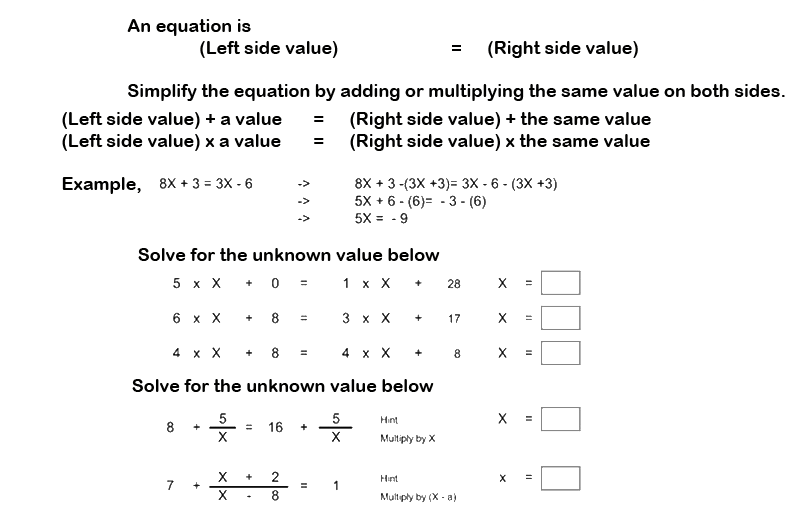 An equation is
(Left side value) = (Right side value)
Simplify the equation by adding or multiplying the same value on both sides.
(Left side value) + a value = (Right side value) + the same value
(Left side value) x a value = (Right side value) x the same value
Example, 8X + 3 = 3X - 6 -> 8X + 3 -(3X +3)= 3X - 6 - (3X +3)
-> 5X + 6 - (6)= - 3 - (6)
-> 5X = - 9
Solve for the unknown value below
5 x X + 0 = 1 x X + 28 X =
6 x X + 8 = 3 x X + 17 X =
4 x X + 8 = 4 x X + 8 X =
Solve for the unknown value below
8 + 5/X = 16 + 5/X Hint X =
Multiply by X
7 + X + 2 / X - 8 = 1 Hint x =
Multiply by (X - a)